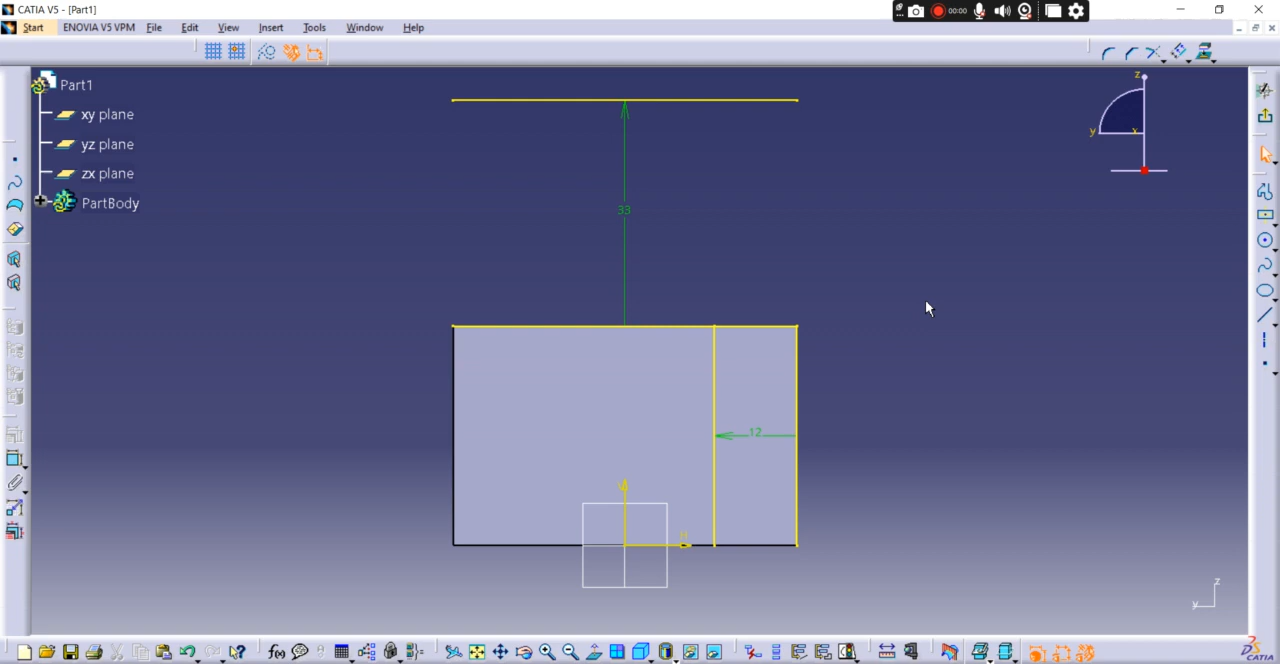 CATIA V5 - [Part1]
00:00
Start ENOVIA V5 VPM File Edit View Insert Tools Window Help
Part1
xy plane
yz plane
zx plane
PartBody
z
y x
33
12
V
H
z
y
f(x)
CATIA